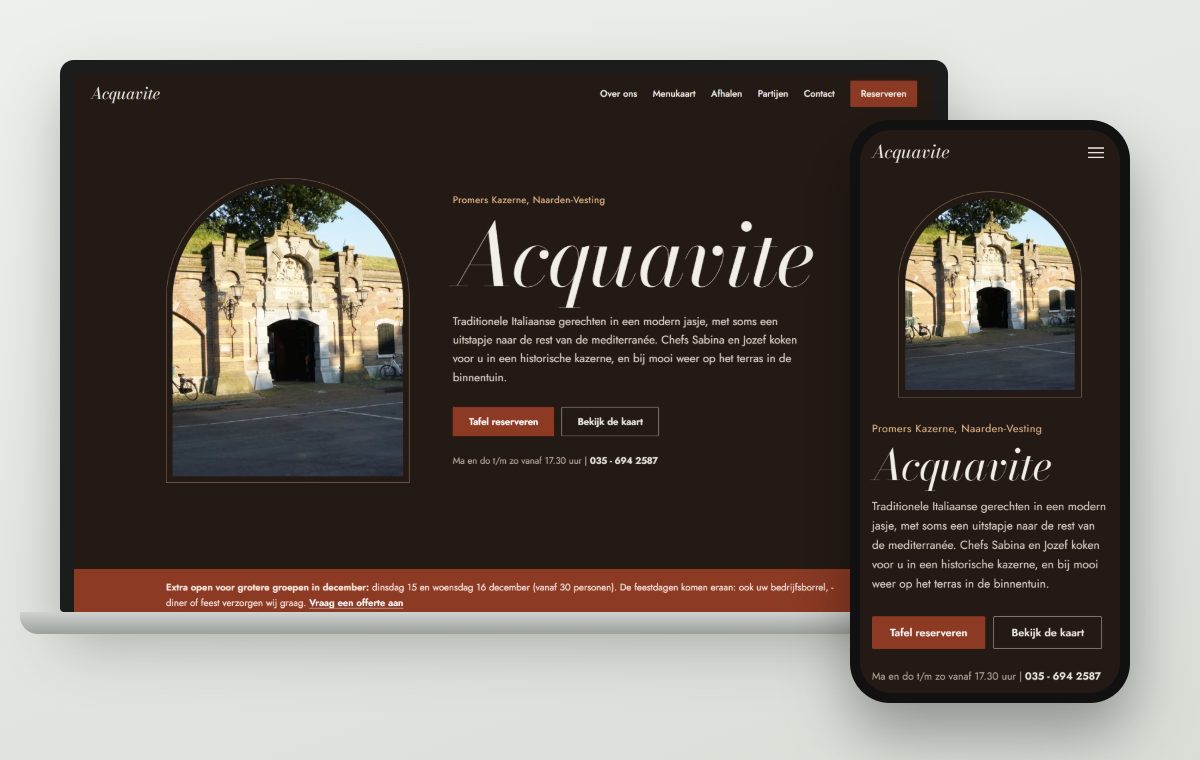 Acquavite
Over ons Menukaart Afhalen Partijen Contact Reserveren
Promers Kazerne, Naarden-Vesting
Acquavite
Traditionele Italiaanse gerechten in een modern jasje, met soms een
uitstapje naar de rest van de mediterranée. Chefs Sabina en Jozef koken
voor u in een historische kazerne, en bij mooi weer op het terras in de
binnentuin.
Tafel reserveren Bekijk de kaart
Ma en do t/m zo vanaf 17.30 uur | 035 - 694 2587
Extra open voor grotere groepen in december: dinsdag 15 en woensdag 16 december (vanaf 30 personen). De feestdagen komen eraan: ook uw bedrijfsborrel, -
diner of feest verzorgen wij graag. Vraag een offerte aan
Acquavite
Promers Kazerne, Naarden-Vesting
Acquavite
Traditionele Italiaanse gerechten in een modern
jasje, met soms een uitstapje naar de rest van
de mediterranée. Chefs Sabina en Jozef koken
voor u in een historische kazerne, en bij mooi
weer op het terras in de binnentuin.
Tafel reserveren Bekijk de kaart
Ma en do t/m zo vanaf 17.30 uur | 035 - 694 2587